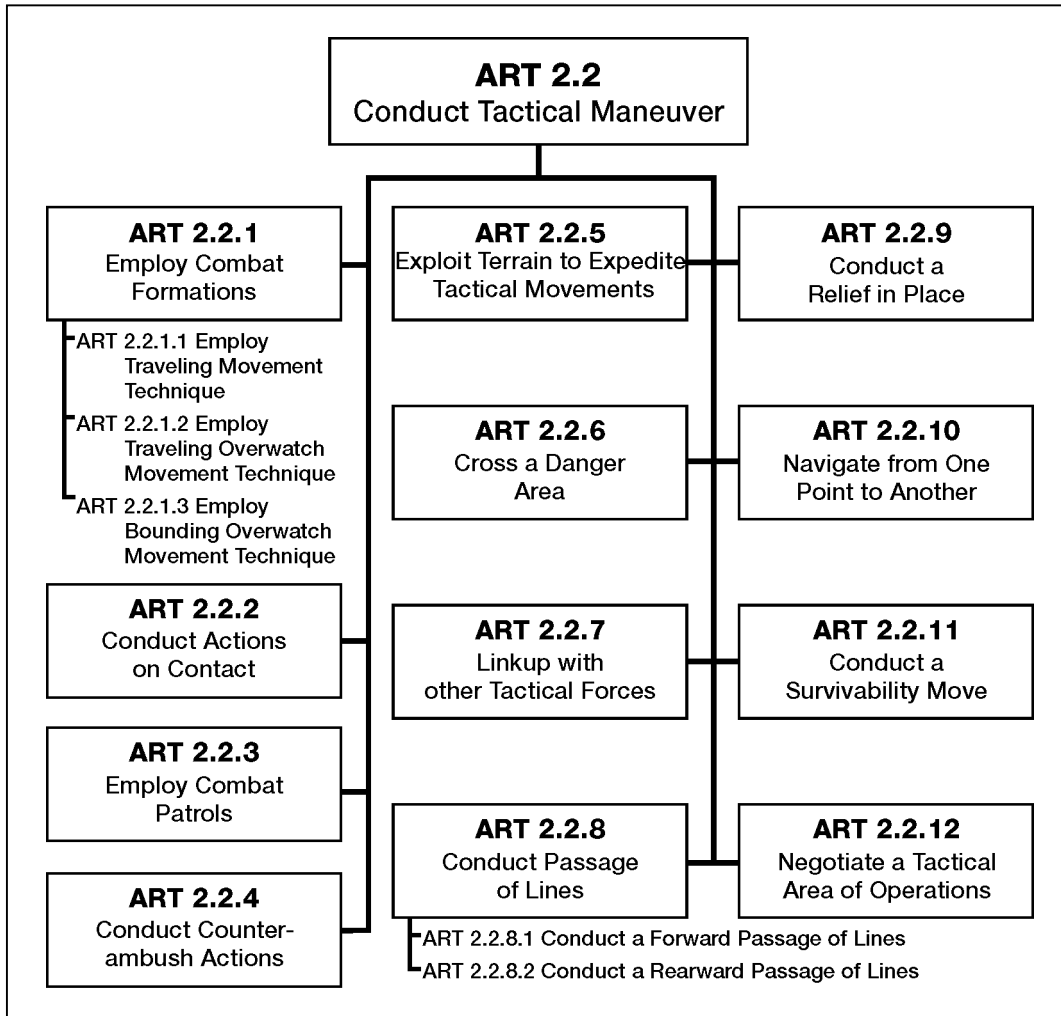 ART 2.2
Conduct Tactical Maneuver
ART 2.2.1
Employ Combat
Formations
ART 2.2.1.1 Employ
Traveling Movement
Technique
ART 2.2.1.2 Employ
Traveling Overwatch
Movement Technique
ART 2.2.1.3 Employ
Bounding Overwatch
Movement Technique
ART 2.2.2
Conduct Actions
on Contact
ART 2.2.3
Employ Combat
Patrols
ART 2.2.4
Conduct Counter-
ambush Actions
ART 2.2.5
Exploit Terrain to Expedite
Tactical Movements
ART 2.2.6
Cross a Danger
Area
ART 2.2.7
Linkup with
other Tactical Forces
ART 2.2.8
Conduct Passage
of Lines
ART 2.2.8.1 Conduct a Forward Passage of Lines
ART 2.2.8.2 Conduct a Rearward Passage of Lines
ART 2.2.9
Conduct a
Relief in Place
ART 2.2.10
Navigate from One
Point to Another
ART 2.2.11
Conduct a
Survivability Move
ART 2.2.12
Negotiate a Tactical
Area of Operations